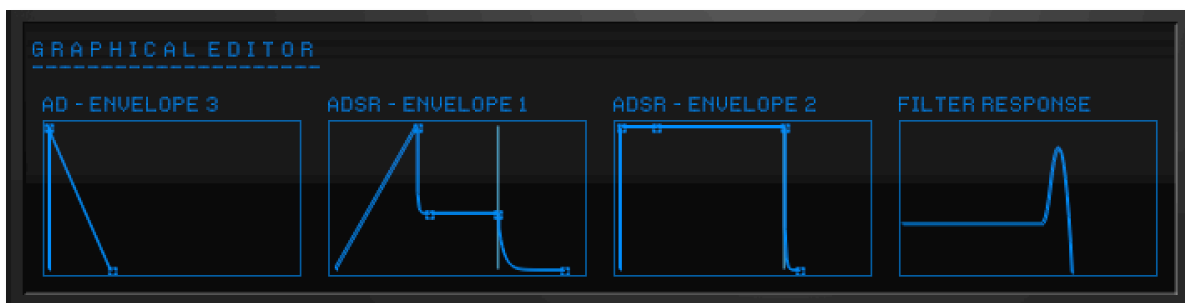 GRAPHICAL EDITOR
AD - ENVELOPE 3
ADSR - ENVELOPE 1
ADSR - ENVELOPE 2
FILTER RESPONSE